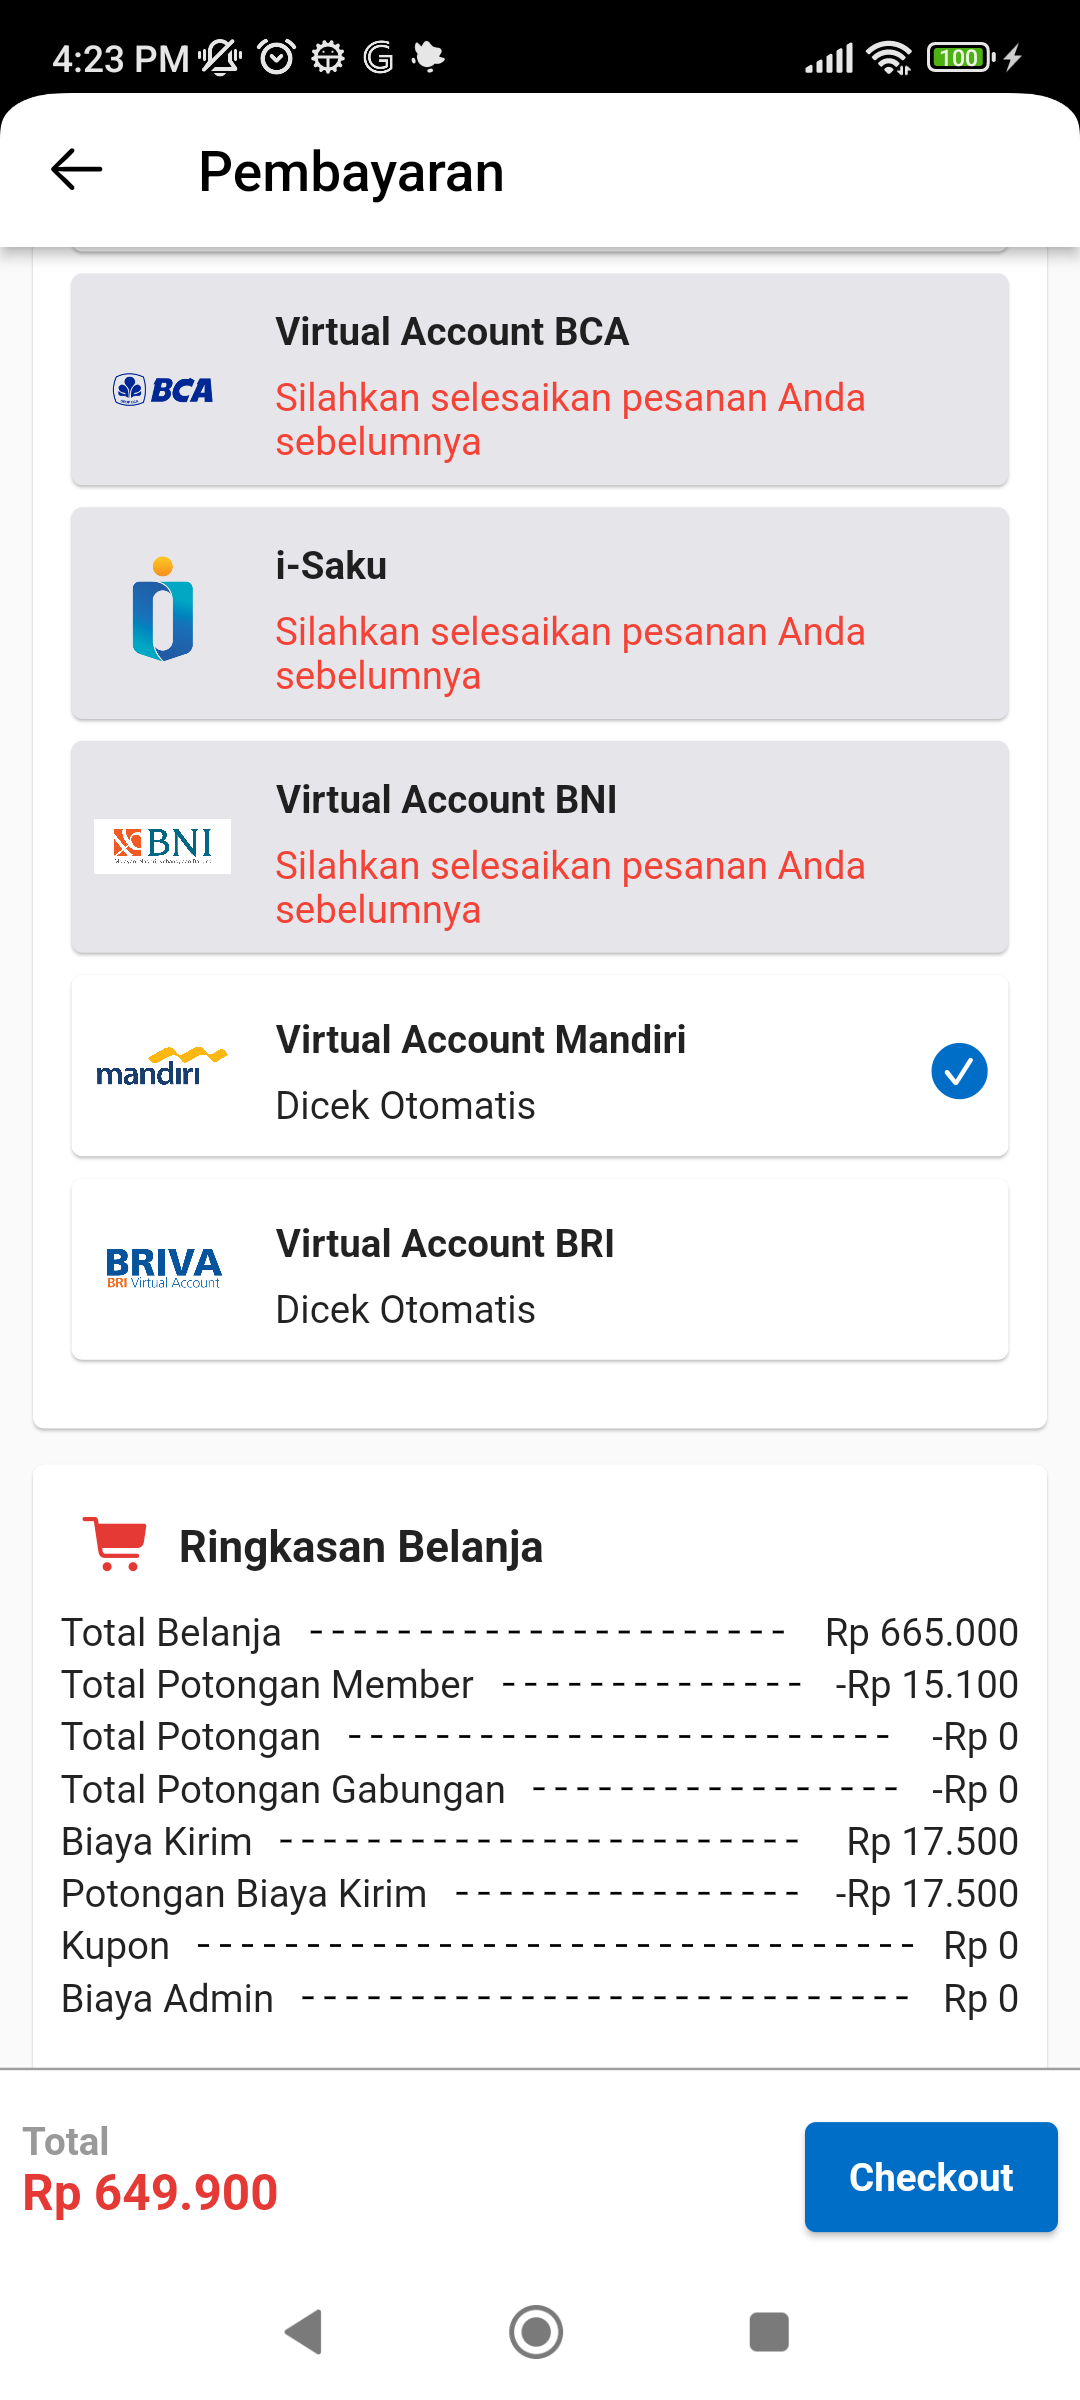 4:23 PM
100
Pembayaran
Virtual Account BCA
BCA
Silahkan selesaikan pesanan Anda
sebelumnya
i-Saku
Silahkan selesaikan pesanan Anda
sebelumnya
Virtual Account BNI
BNI
Silahkan selesaikan pesanan Anda
sebelumnya
Virtual Account Mandiri
mandiri
Dicek Otomatis
Virtual Account BRI
BRIVA
BRI Virtual Account
Dicek Otomatis
Ringkasan Belanja
Total Belanja Rp 665.000
Total Potongan Member -Rp 15.100
Total Potongan -Rp 0
Total Potongan Gabungan -Rp 0
Biaya Kirim Rp 17.500
Potongan Biaya Kirim -Rp 17.500
Kupon Rp 0
Biaya Admin Rp 0
Total
Rp 649.900
Checkout